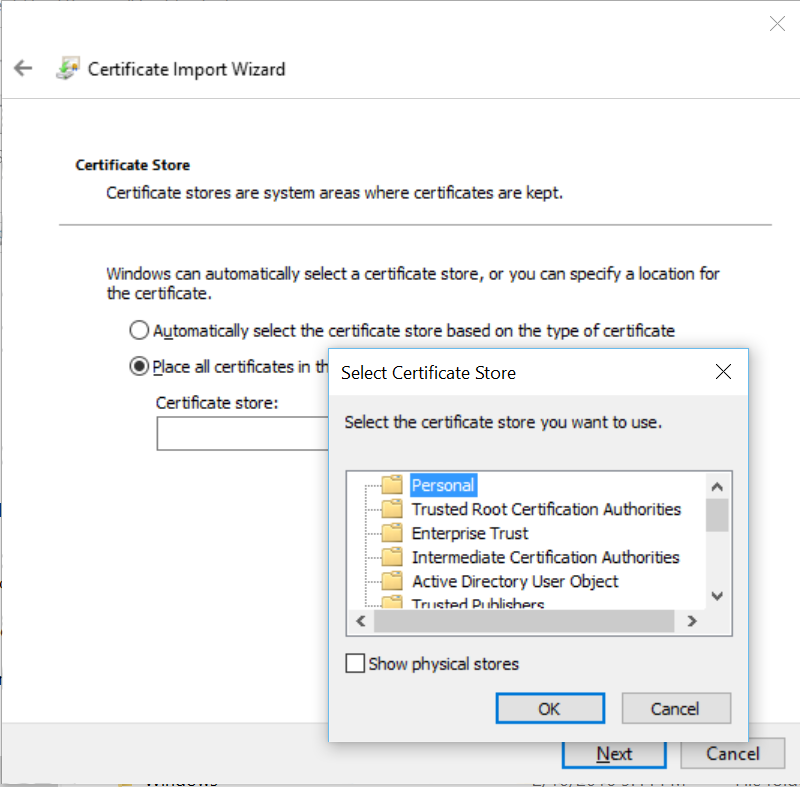 Certificate Import Wizard
Certificate Store
Certificate stores are system areas where certificates are kept.
Windows can automatically select a certificate store, or you can specify a location for
the certificate.
Automatically select the certificate store based on the type of certificate
Place all certificates in
Certificate store:
Select Certificate Store
Select the certificate store you want to use.
Personal
Trusted Root Certification Authorities
Enterprise Trust
Intermediate Certification Authorities
Active Directory User Object
Trusted Publishers
Show physical stores
OK
Cancel
Next
Cancel